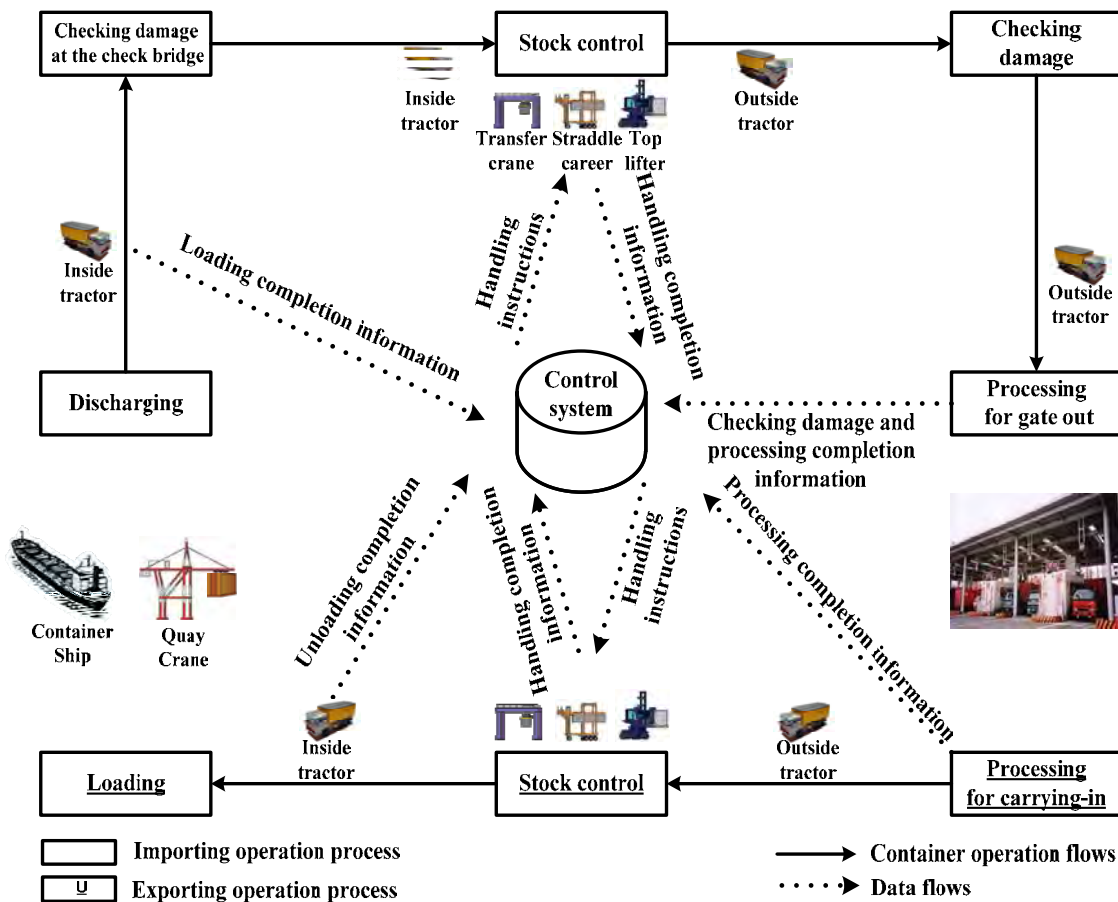 Checking damage
at the check bridge
Stock control
Checking
damage
Inside
tractor
Transfer
crane
Straddle
career
Top
lifter
Outside
tractor
Inside
tractor
Loading completion information
Handling
instructions
Handling completion
information
Outside
tractor
Discharging
Control
system
Processing
for gate out
Checking damage and
processing completion
information
Container
Ship
Quay
Crane
Unloading completion
information
Handling completion
information
Handling
instructions
Processing completion information
Inside
tractor
Outside
tractor
Loading
Stock control
Processing
for carrying-in
Importing operation process
U
Exporting operation process
Container operation flows
Data flows